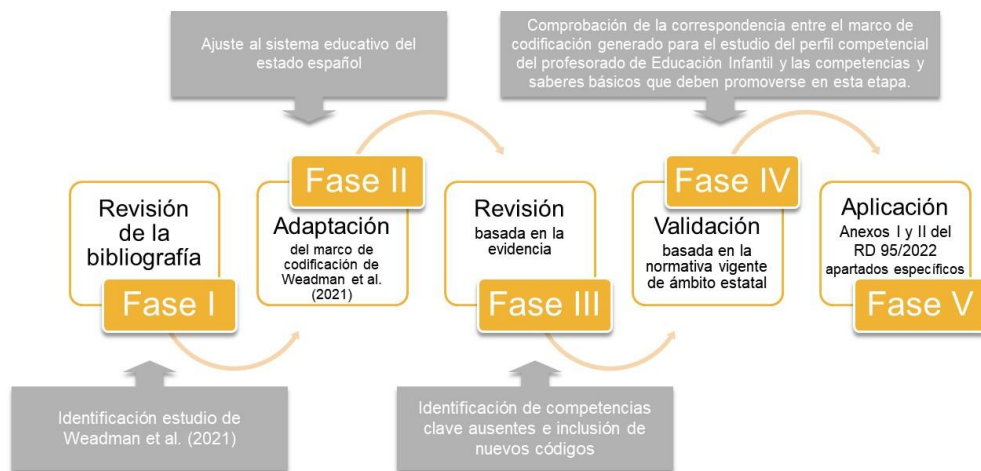 Ajuste al sistema educativo del
estado español
Comprobación de la correspondencia entre el marco de
codificación generado para el estudio del perfil competencial
del profesorado de Educación Infantil y las competencias y
saberes básicos que deben promoverse en esta etapa.
Revisión
de la
bibliografía
Fase I
Fase II
Adaptación
del marco de
codificación de
Weadman et al.
(2021)
Revisión
basada en la
evidencia
Fase III
Fase IV
Validación
basada en la
normativa vigente
de ámbito estatal
Aplicación
Anexos I y II del
RD 95/2022
apartados específicos
Fase V
Identificación estudio de
Weadman et al. (2021)
Identificación de competencias
clave ausentes e inclusión de
nuevos códigos